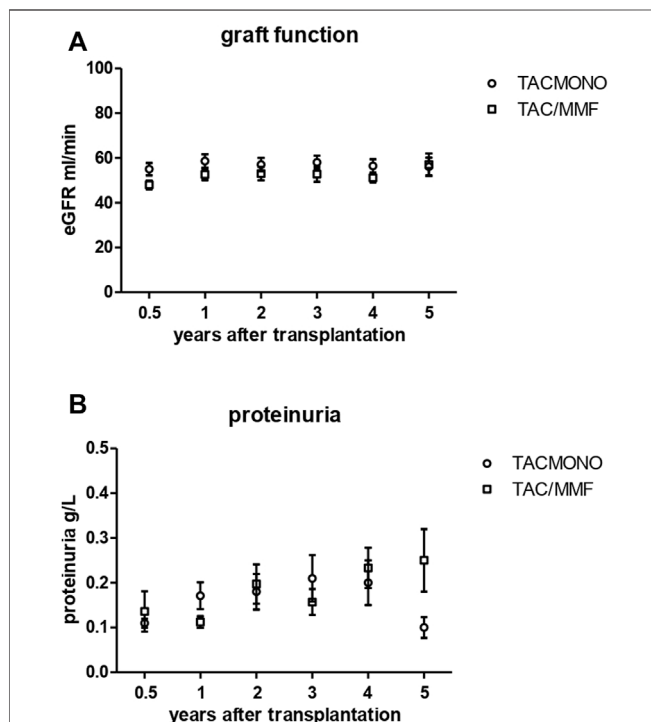 A
graft function
TACMONO
TAC/MMF
eGFR ml/min
100
80
60
40
20
0
0.5 1 2 3 4 5
years after transplantation
B
proteinuria
TACMONO
TAC/MMF
proteinuria g/L
0.5
0.4
0.3
0.2
0.1
0.0
0.5 1 2 3 4 5
years after transplantation